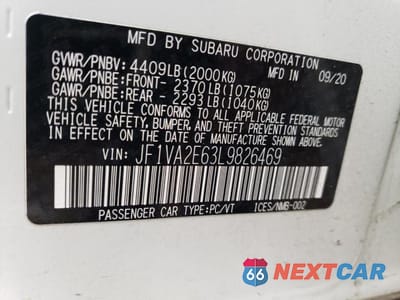 MFD BY SUBARU CORPORATION
GVWR/PNBV: 4409LB(2000KG) 09/20
GAWR/PNBE:FRONT- 2370LB(1075KG)
GAWR/PNBE:REAR - 2293LB(1040KG)
THIS VEHICLE CONFORMS TO ALL APPLICABLE FEDERAL MOTOR
VEHICLE SAFETY, BUMPER, AND THEFT PREVENTION STANDARDS
IN EFFECT ON THE DATE OF MANUFACTURE SHOWN ABOVE.
VIN: JF1VA2E63L9826469
PASSENGER CAR TYPE:PC/VT ICES/NMB-002
66 NEXTCAR